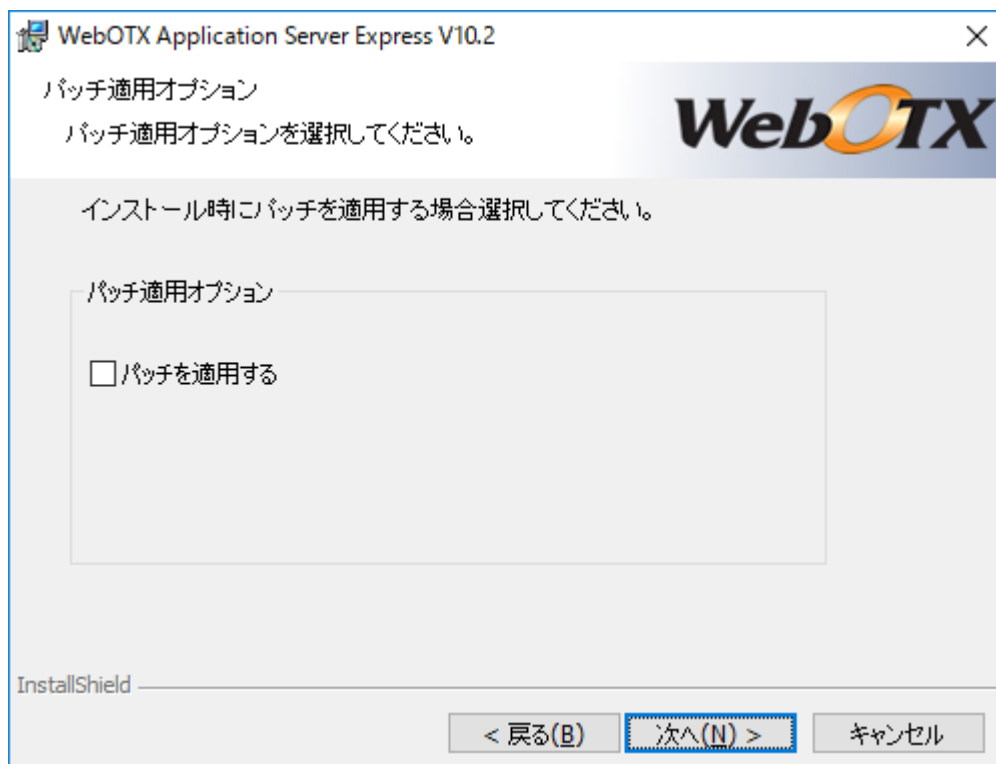 WebOTX Application Server Express V10.2
パッチ適用オプション
パッチ適用オプションを選択してください。
WebOTX
インストール時にパッチを適用する場合選択してください。
パッチ適用オプション
パッチを適用する
InstallShield
< 戻る(B)
次へ(N) >
キャンセル